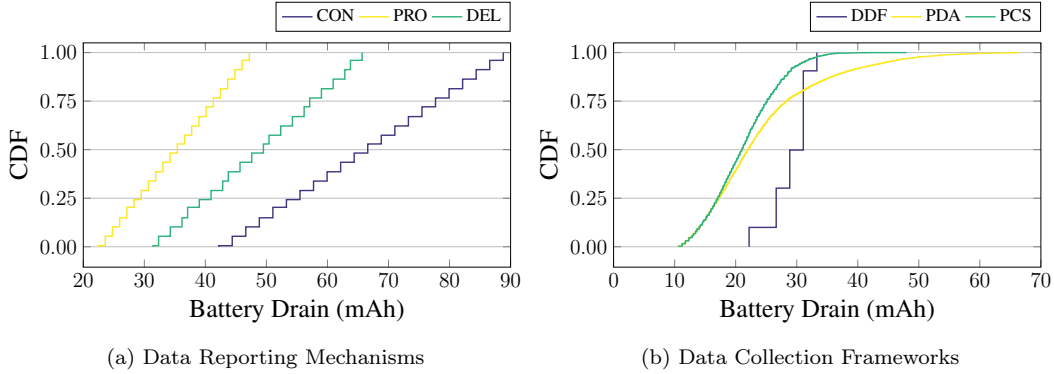 CON PRO DEL
1.00
0.75
0.50
0.25
0.00
CDF
20 30 40 50 60 70 80 90
Battery Drain (mAh)
(a) Data Reporting Mechanisms
DDF PDA PCS
1.00
0.75
0.50
0.25
0.00
CDF
0 10 20 30 40 50 60 70
Battery Drain (mAh)
(b) Data Collection Frameworks